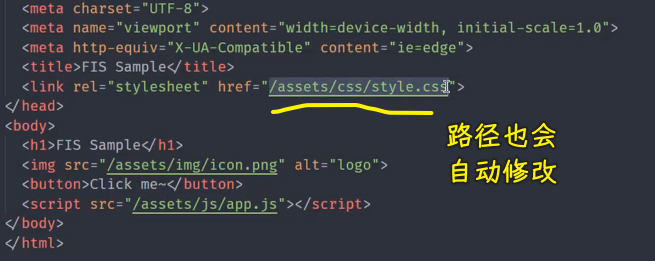 <meta charset="UTF-8">
<meta name="viewport" content="width=device-width, initial-scale=1.0">
<meta http-equiv="X-UA-Compatible" content="ie=edge">
<title>FIS Sample</title>
<link rel="stylesheet" href="/assets/css/style.css">
</head>
<body>
<h1>FIS Sample</h1>
<img src="/assets/img/icon.png" alt="logo">
<button>Click me~</button>
<script src="/assets/js/app.js"></script>
</body>
</html>
路径也会
自动修改